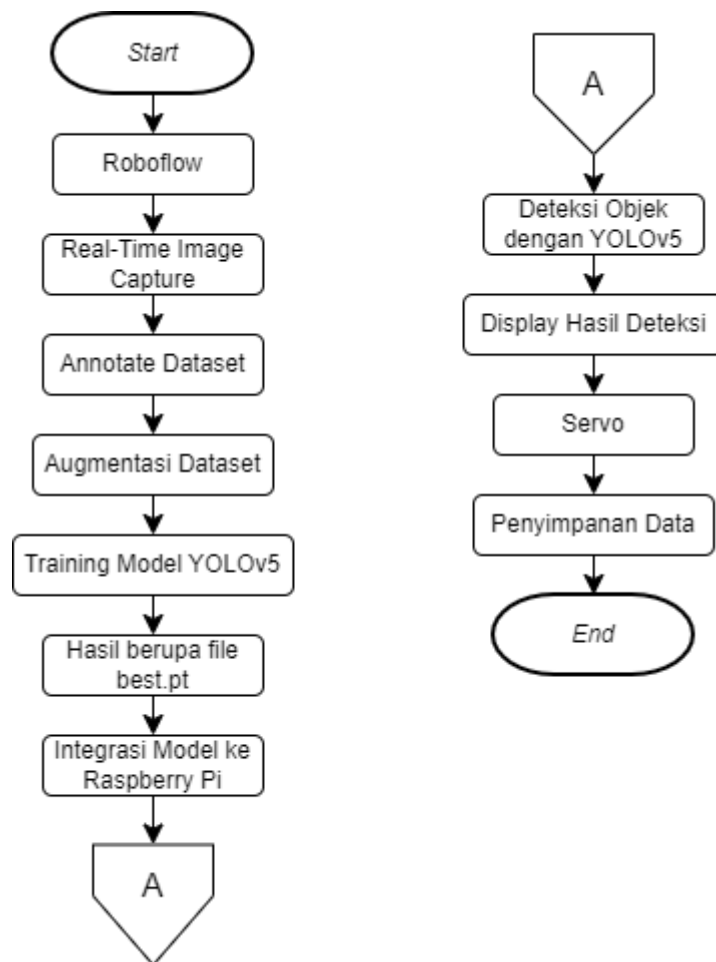 Start
Roboflow
Real-Time Image
Capture
Annotate Dataset
Augmentasi Dataset
Training Model YOLOv5
Hasil berupa file
best.pt
Integrasi Model ke
Raspberry Pi
A
A
Deteksi Objek
dengan YOLOv5
Display Hasil Deteksi
Servo
Penyimpanan Data
End